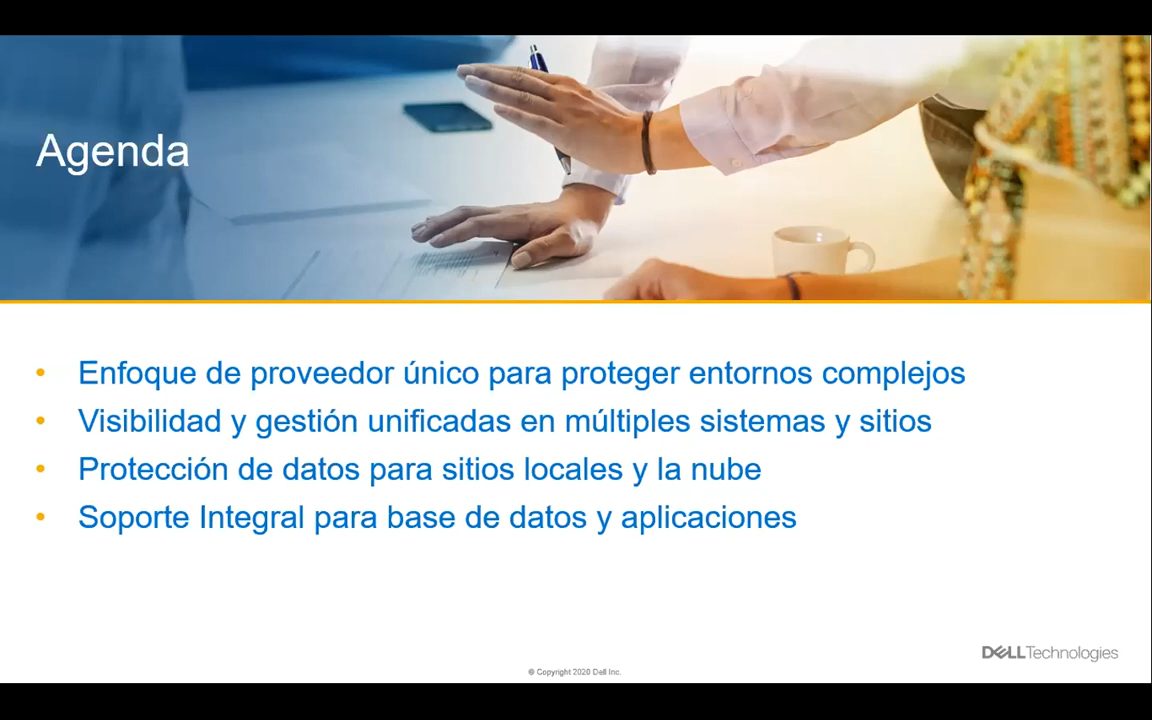 Agenda
• Enfoque de proveedor único para proteger entornos complejos
• Visibilidad y gestión unificadas en múltiples sistemas y sitios
• Protección de datos para sitios locales y la nube
• Soporte Integral para base de datos y aplicaciones
DELLTechnologies
© Copyright 2020 Dell Inc.